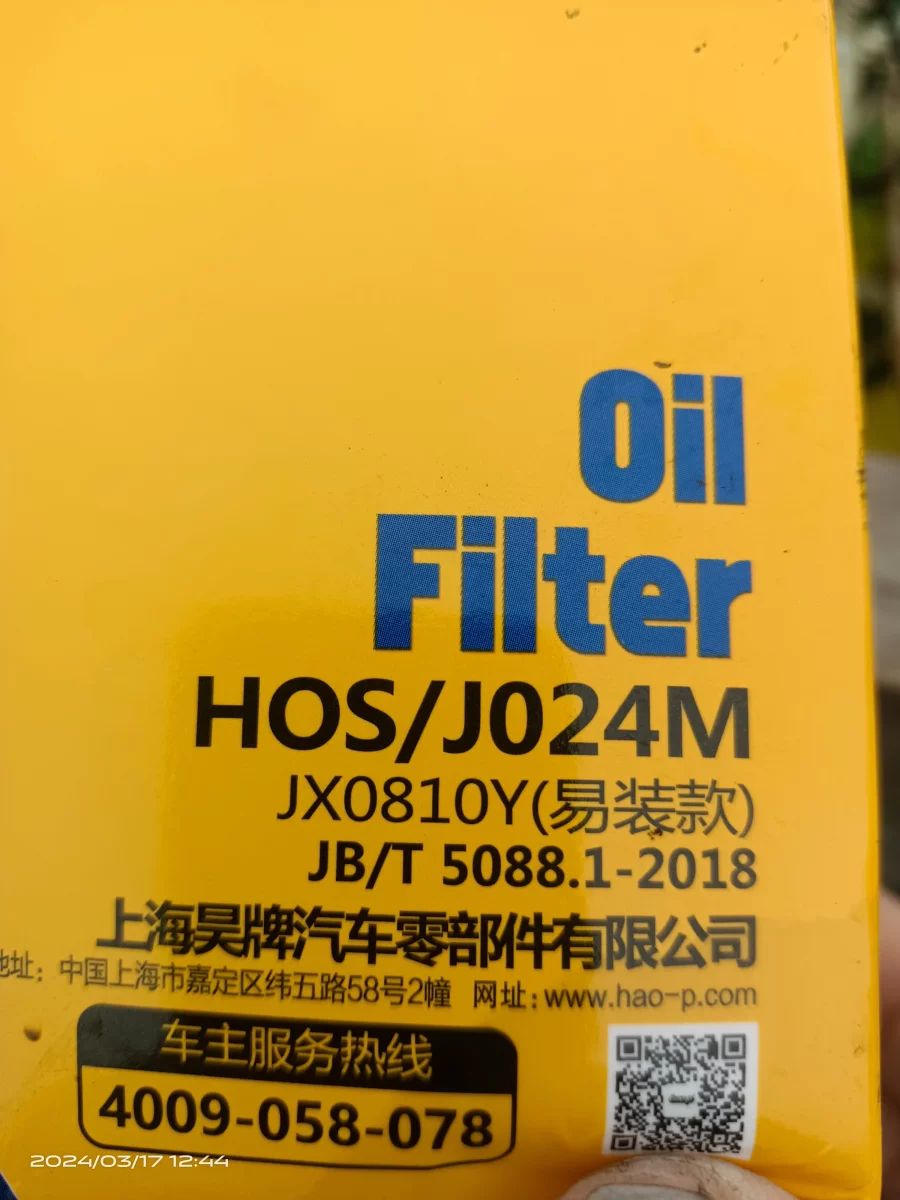 Oil
Filter
HOS/J024M
JX0810Y(易装款)
JB/T 5088.1-2018
上海昊牌汽车零部件有限公司
地址：中国上海市嘉定区纬五路58号2幢 网址：www.hao-p.com
车主服务热线
4009-058-078
2024/03/17 12:44